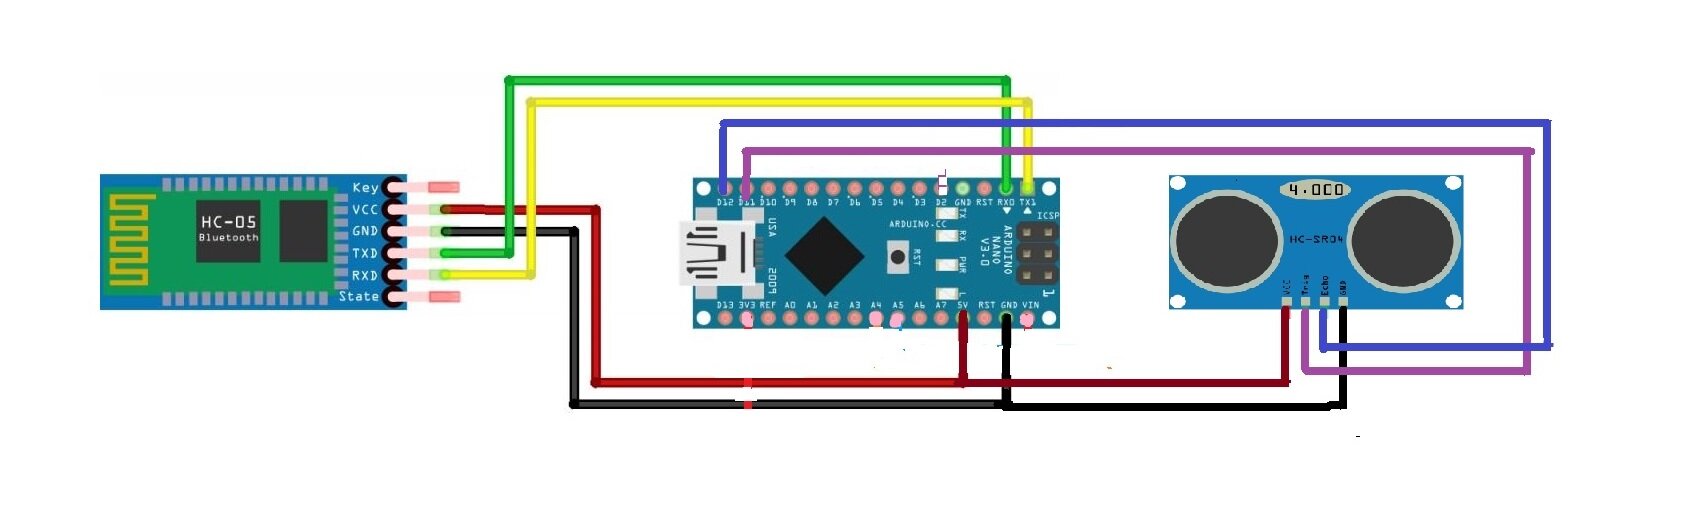 Key
VCC
GND
TXD
RXD
State
HC-05
Bluetooth
D12 D11 D10 D9 D8 D7 D6 D5 D4 D3 D2 GND RST RX0 TX1
ARDUINO.CC
TX
RX
PWR
L
RST
ARDUINO
NANO
V3.0
ICSP
1
USA
D13 3V3 REF A0 A1 A2 A3 A4 A5 A6 A7 5V RST GND VIN
4.000
HC-SR04
VCC
Trig
Echo
GND